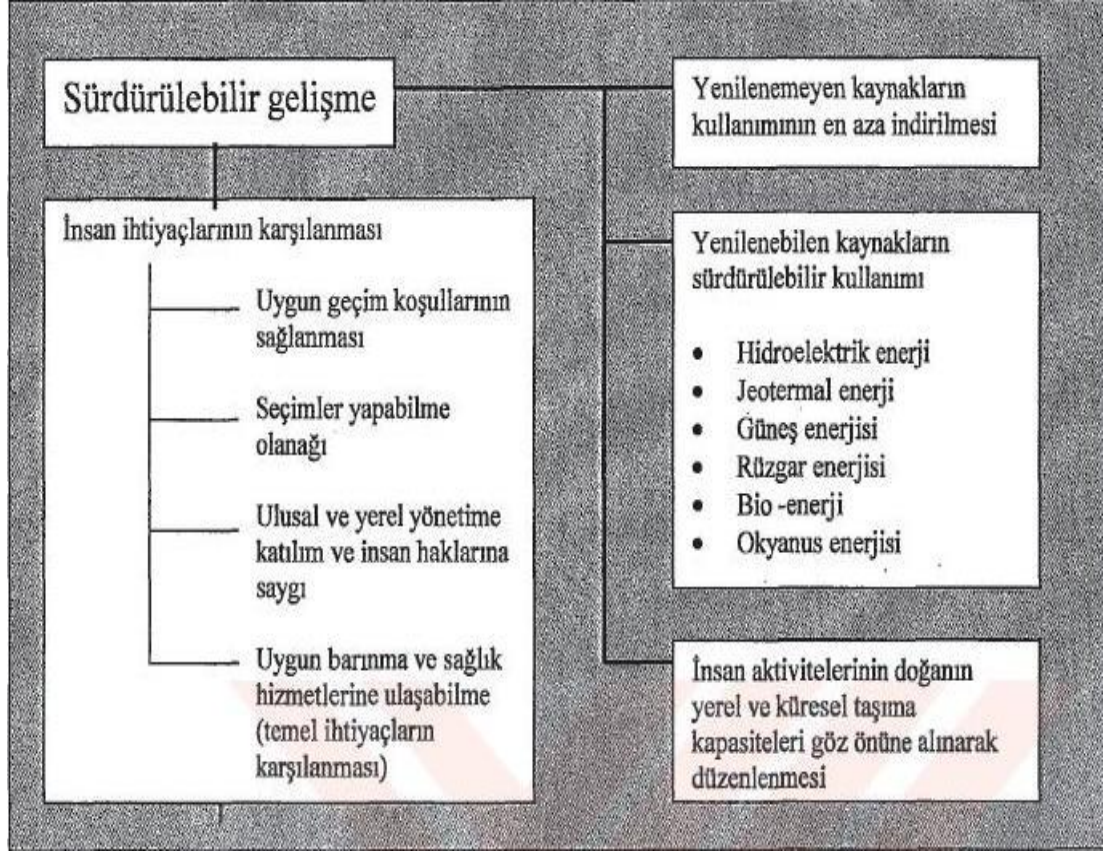 Sürdürülebilir gelişme
İnsan ihtiyaçlarının karşılanması
Uygun geçim koşullarının
sağlanması
Seçimler yapabilme
olanağı
Ulusal ve yerel yönetime
katılım ve insan haklarına
saygı
Uygun barınma ve sağlık
hizmetlerine ulaşabilme
(temel ihtiyaçların
karşılanması)
Yenilenemeyen kaynakların
kullanımının en aza indirilmesi
Yenilenebilen kaynakların
sürdürülebilir kullanımı
• Hidroelektrik enerji
• Jeotermal enerji
• Güneş enerjisi
• Rüzgar enerjisi
• Bio -enerji
• Okyanus enerjisi
İnsan aktivitelerinin doğanın
yerel ve küresel taşıma
kapasiteleri göz önüne alınarak
düzenlenmesi